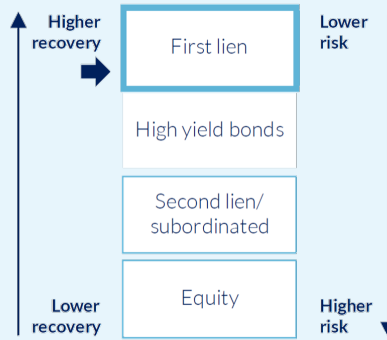 Higher
recovery
First lien
Lower
risk
High yield bonds
Second lien/
subordinated
Lower
recovery
Equity
Higher
risk